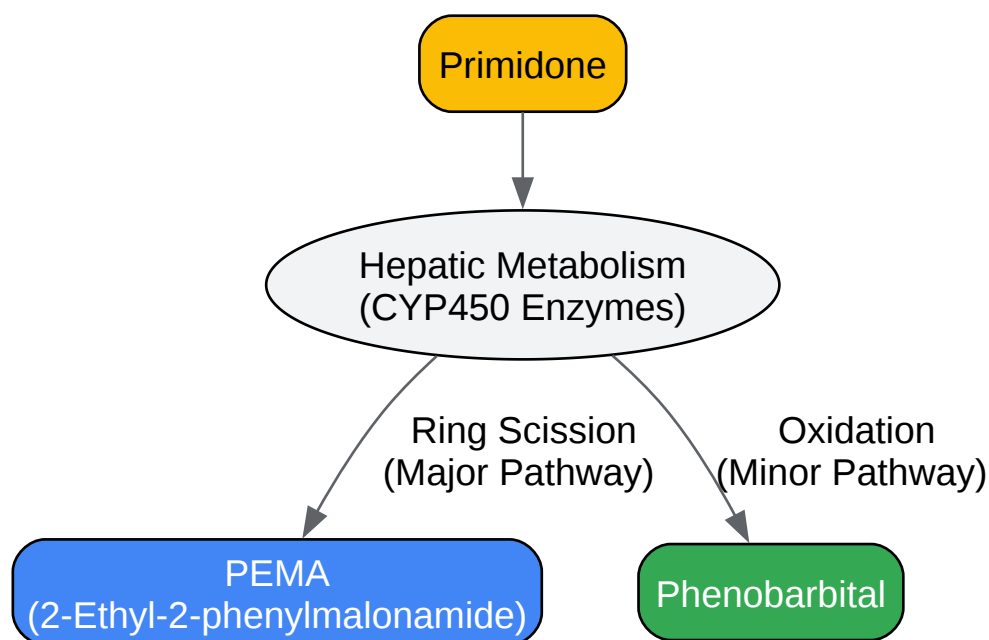 Primidone
Hepatic Metabolism
(CYP450 Enzymes)
Ring Scission
(Major Pathway)
Oxidation
(Minor Pathway)
PEMA
(2-Ethyl-2-phenylmalonamide)
Phenobarbital